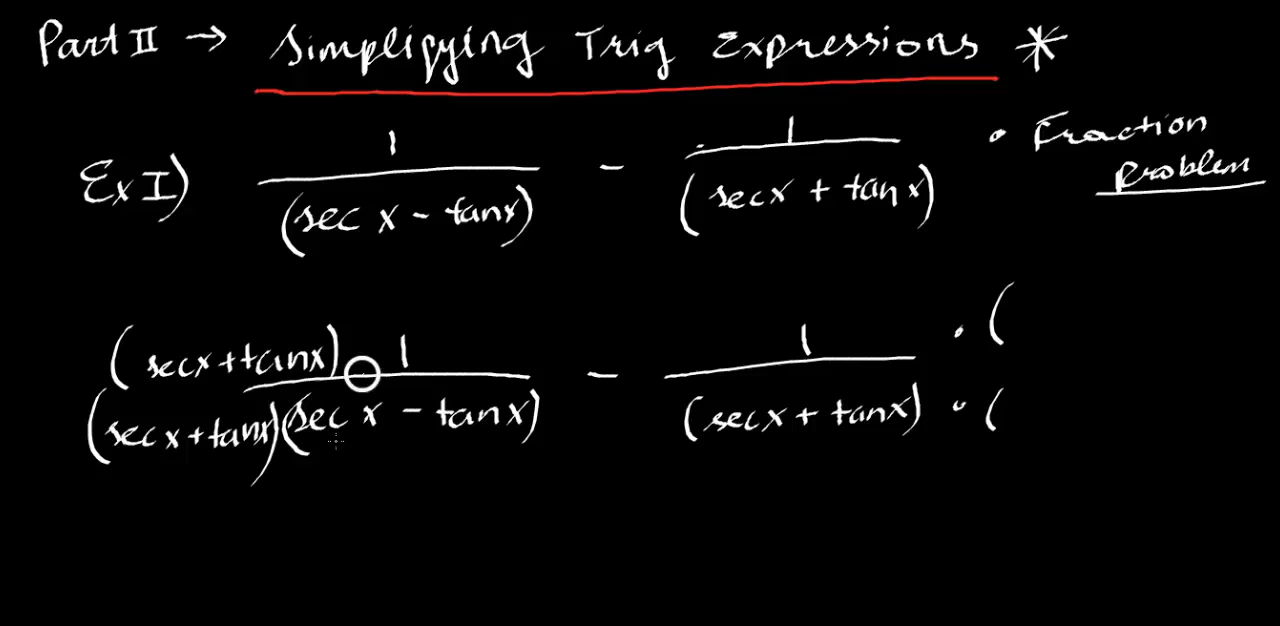 Part II → Simplifying Trig Expressions *
Ex I) 1/(sec x - tan x) - 1/(sec x + tan x) • Fraction Problem
(sec x + tan x) · 1/(sec x + tan x)(sec x - tan x) - 1/(sec x + tan x) · ( / · (